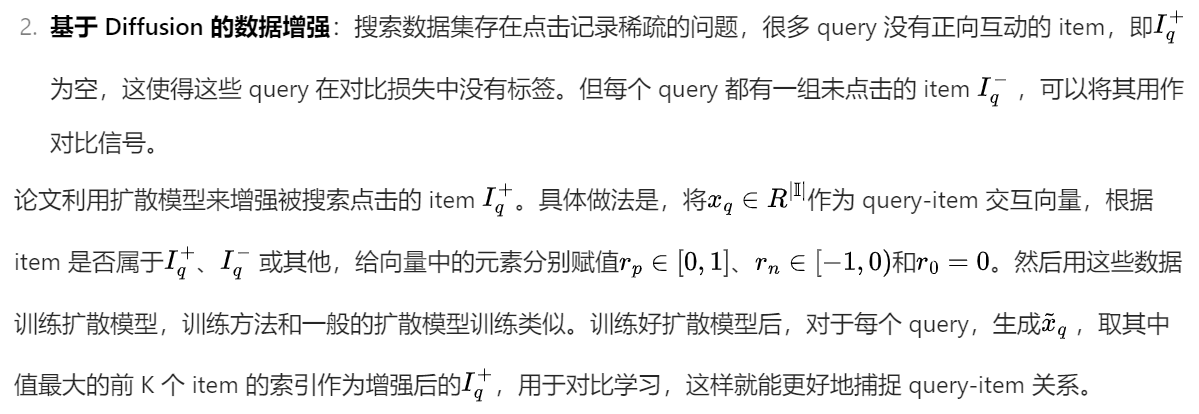 2. 基于 Diffusion 的数据增强：搜索数据集存在点击记录稀疏的问题，很多 query 没有正向互动的 item，即$I_q^+$
为空，这使得这些 query 在对比损失中没有标签。但每个 query 都有一组未点击的 item $I_q^-$ ，可以将其用作
对比信号。
论文利用扩散模型来增强被搜索点击的 item $I_q^+$。具体做法是，将$x_q \in R^{|\mathbb{I}|}$作为 query-item 交互向量，根据
item 是否属于$I_q^+$、$I_q^-$ 或其他，给向量中的元素分别赋值$r_p \in [0,1]$、$r_n \in [-1,0)$和$r_0 = 0$。然后用这些数据
训练扩散模型，训练方法和一般的扩散模型训练类似。训练好扩散模型后，对于每个 query，生成$\tilde{x}_q$ ，取其中
值最大的前 K 个 item 的索引作为增强后的$I_q^+$，用于对比学习，这样就能更好地捕捉 query-item 关系。